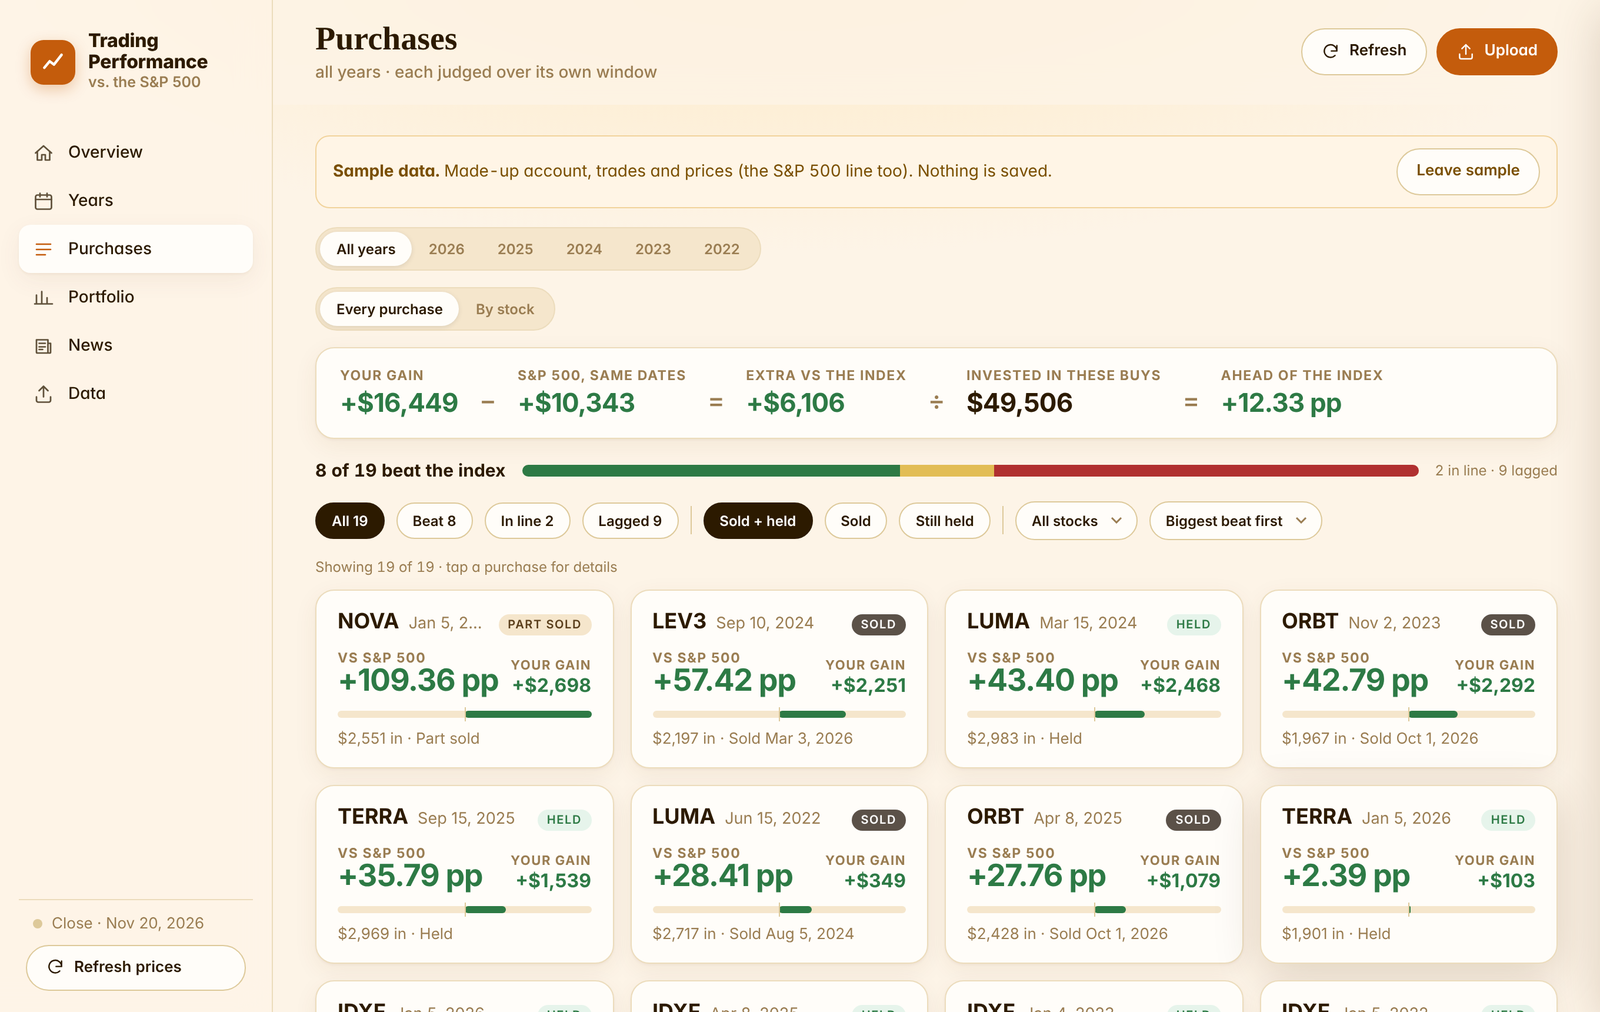 Trading
Performance
vs. the S&P 500
Overview
Years
Purchases
Portfolio
News
Data
Close · Nov 20, 2026
Refresh prices
Purchases
all years · each judged over its own window
Refresh
Upload
Sample data. Made-up account, trades and prices (the S&P 500 line too). Nothing is saved.
Leave sample
All years 2026 2025 2024 2023 2022
Every purchase By stock
YOUR GAIN S&P 500, SAME DATES EXTRA VS THE INDEX INVESTED IN THESE BUYS AHEAD OF THE INDEX
+$16,449 − +$10,343 = +$6,106 ÷ $49,506 = +12.33 pp
8 of 19 beat the index 2 in line · 9 lagged
All 19 Beat 8 In line 2 Lagged 9 Sold + held Sold Still held All stocks Biggest beat first
Showing 19 of 19 · tap a purchase for details
NOVA Jan 5, 2... PART SOLD
VS S&P 500 YOUR GAIN
+109.36 pp +$2,698
$2,551 in · Part sold
LEV3 Sep 10, 2024 SOLD
VS S&P 500 YOUR GAIN
+57.42 pp +$2,251
$2,197 in · Sold Mar 3, 2026
LUMA Mar 15, 2024 HELD
VS S&P 500 YOUR GAIN
+43.40 pp +$2,468
$2,983 in · Held
ORBT Nov 2, 2023 SOLD
VS S&P 500 YOUR GAIN
+42.79 pp +$2,292
$1,967 in · Sold Oct 1, 2026
TERRA Sep 15, 2025 HELD
VS S&P 500 YOUR GAIN
+35.79 pp +$1,539
$2,969 in · Held
LUMA Jun 15, 2022 SOLD
VS S&P 500 YOUR GAIN
+28.41 pp +$349
$2,717 in · Sold Aug 5, 2024
ORBT Apr 8, 2025 SOLD
VS S&P 500 YOUR GAIN
+27.76 pp +$1,079
$2,428 in · Sold Oct 1, 2026
TERRA Jan 5, 2026 HELD
VS S&P 500 YOUR GAIN
+2.39 pp +$103
$1,901 in · Held